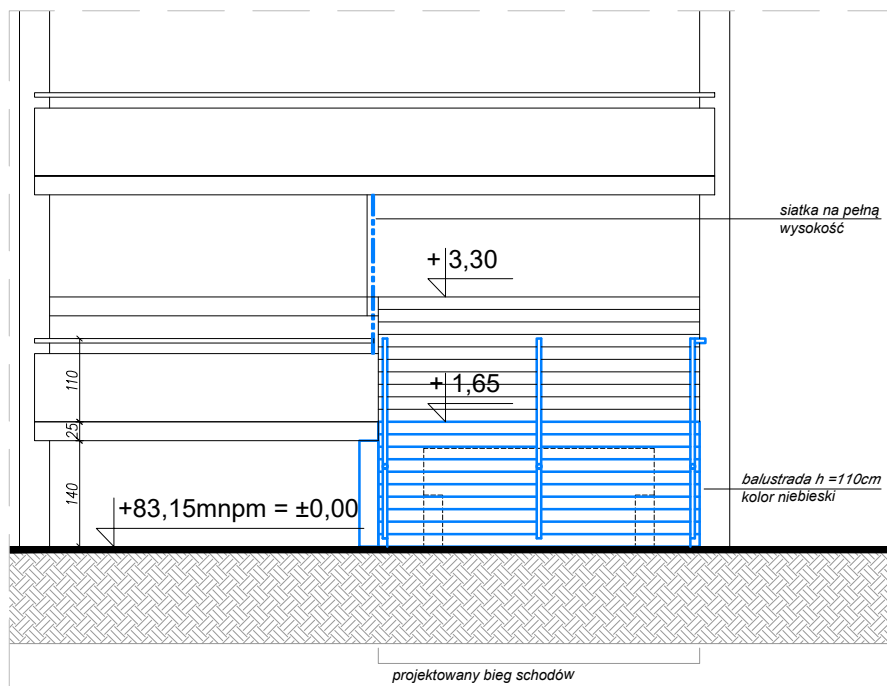 siatka na pełną
wysokość
+ 3,30
110
+ 1,65
25
140
balustrada h =110cm
kolor niebieski
+83,15mnpm = ±0,00
projektowany bieg schodów